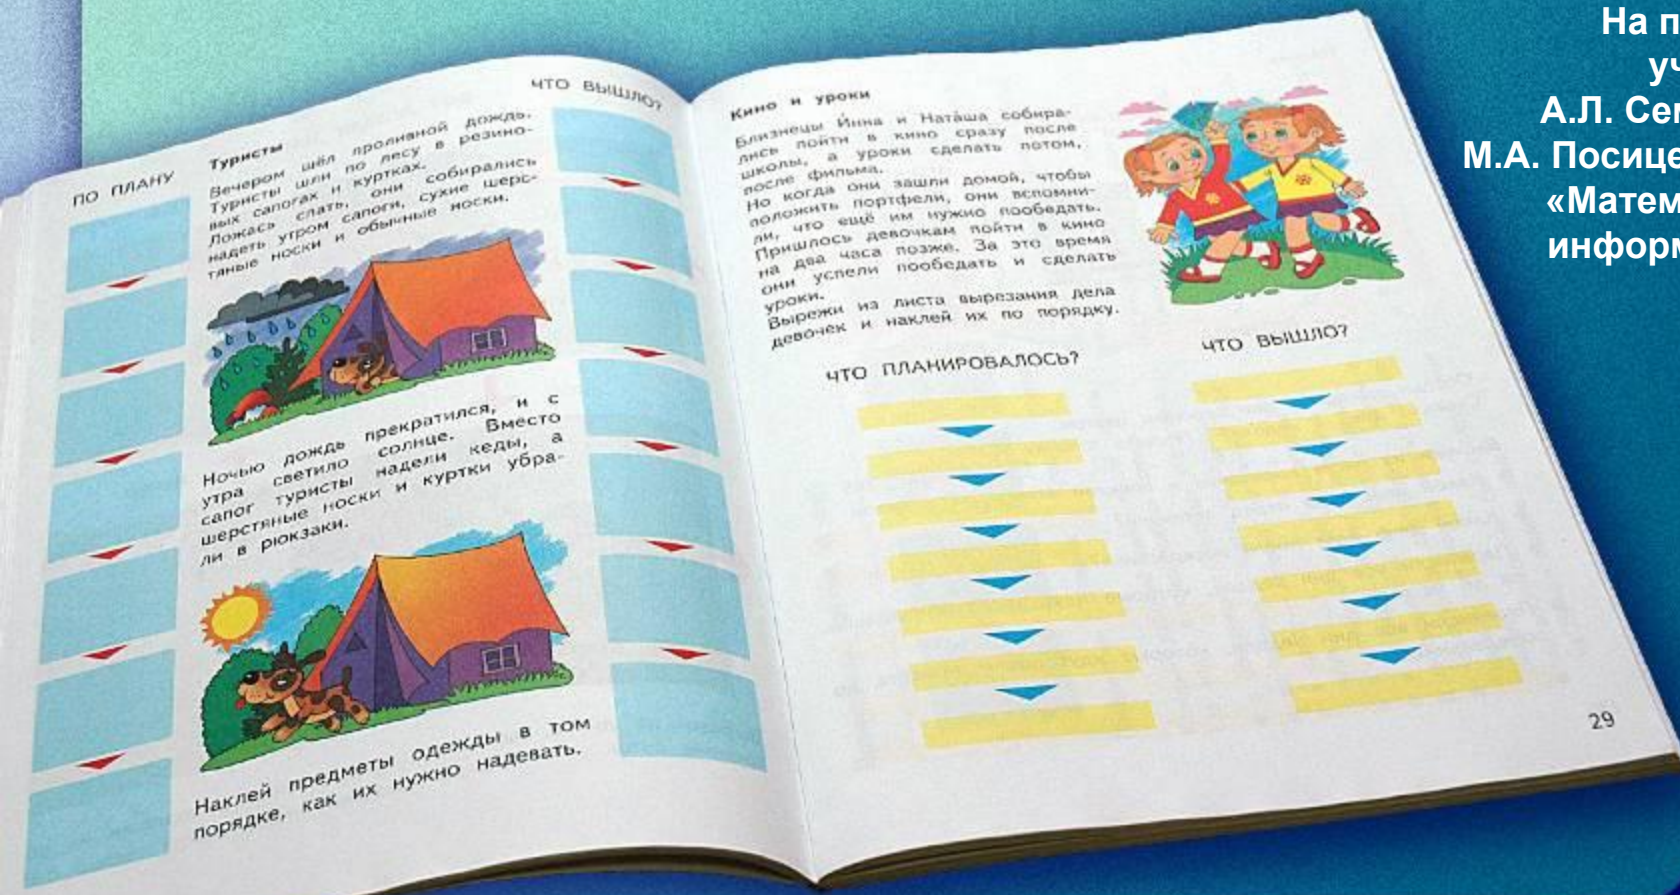 ПО ПЛАНУ
Туристы
Вечером шёл проливной дождь.
Туристы шли по лесу в резино-
вых сапогах и куртках.
Ложась спать, они собирались
надеть утром сапоги, сухие шерс-
тяные носки и обычные носки.
Ночью дождь прекратился, и с
утра светило солнце. Вместо
сапог туристы надели кеды, а
шерстяные носки и куртки убра-
ли в рюкзаки.
Наклей предметы одежды в том
порядке, как их нужно надевать.
ЧТО ВЫШЛО?
Кино и уроки
Близнецы И́нна и Ната́ша собира-
лись пойти в кино сразу после
школы, а уроки сделать потом,
после фильма.
Но когда они зашли домой, чтобы
положить портфели, они вспомни-
ли, что ещё им нужно пообедать.
Пришлось девочкам пойти в кино
на два часа позже. За это время
они успели пообедать и сделать
уроки.
Вырежи из листа вырезания дела
девочек и наклей их по порядку.
ЧТО ПЛАНИРОВАЛОСЬ?
ЧТО ВЫШЛО?
29
На п
уч
А.Л. Сем
М.А. Посице
«Матем
информ